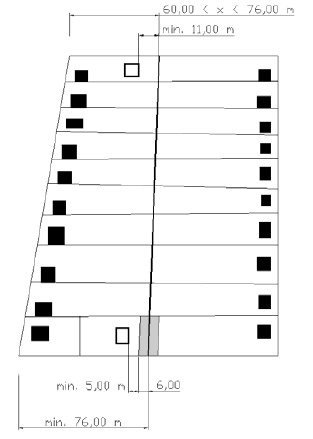 60,00 < x < 76,00 m
min. 11,00 m
min. 5,00 m
6,00
min. 76,00 m